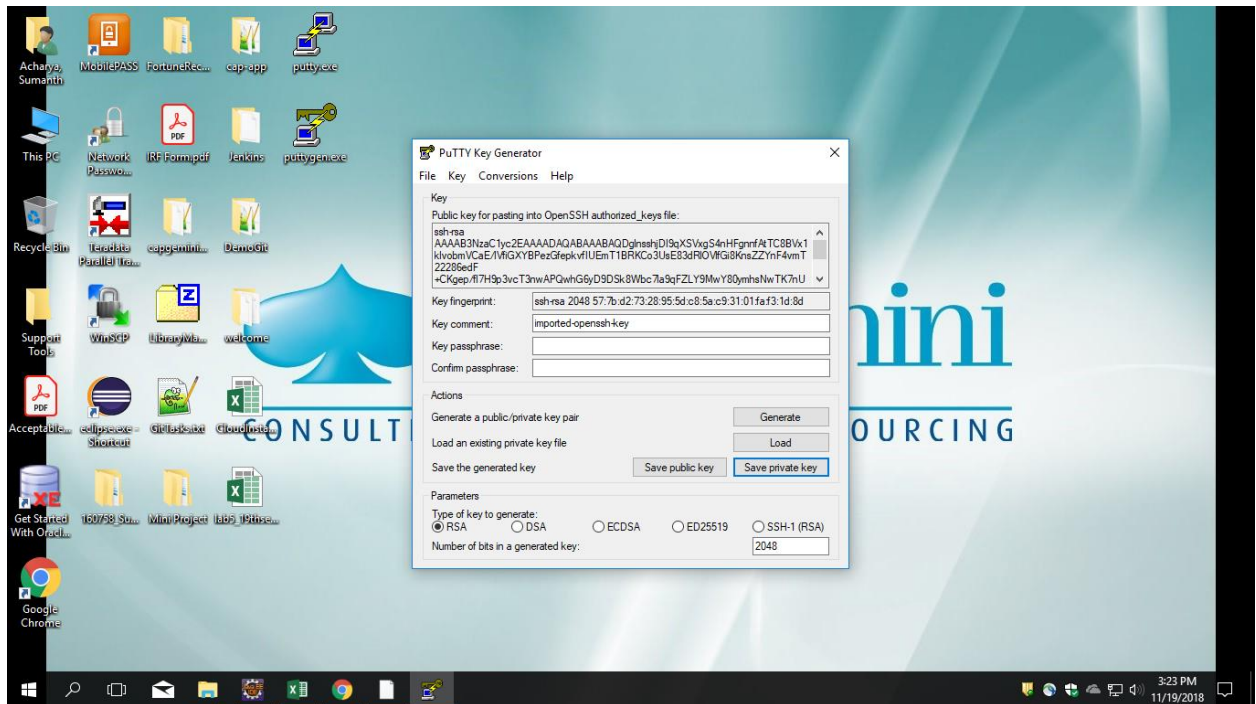 Acharya, Sumanth
MobilePASS
FortuneRec...
cap-app
putty.exe
This PC
Network Passwo...
PDF
IRF Form.pdf
Jenkins
puttygen.exe
Recycle Bin
Teradata Parallel Tra...
capgemini...
DemoGit
Support Tools
WinSCP
LibraryMa...
welcome
PDF
Acceptable...
eclipse.exe - Shortcut
GitTasks.txt
Get Started With Oracl...
160758_Su...
Mini Project
Google Chrome
mini
CONSULT
OURCING
PuTTY Key Generator
File Key Conversions Help
Key
Public key for pasting into OpenSSH authorized_keys file:
ssh-rsa
Key fingerprint: ssh-rsa 2048 57:7b:d2:73:28:95:5d:c8:5a:c9:31:01:fa:f3:1d:8d
Key comment: imported-openssh-key
Key passphrase:
Confirm passphrase:
Actions
Generate a public/private key pair Generate
Load an existing private key file Load
Save the generated key Save public key Save private key
Parameters
Type of key to generate:
RSA DSA ECDSA ED25519 SSH-1 (RSA)
Number of bits in a generated key: 2048
3:23 PM
11/19/2018